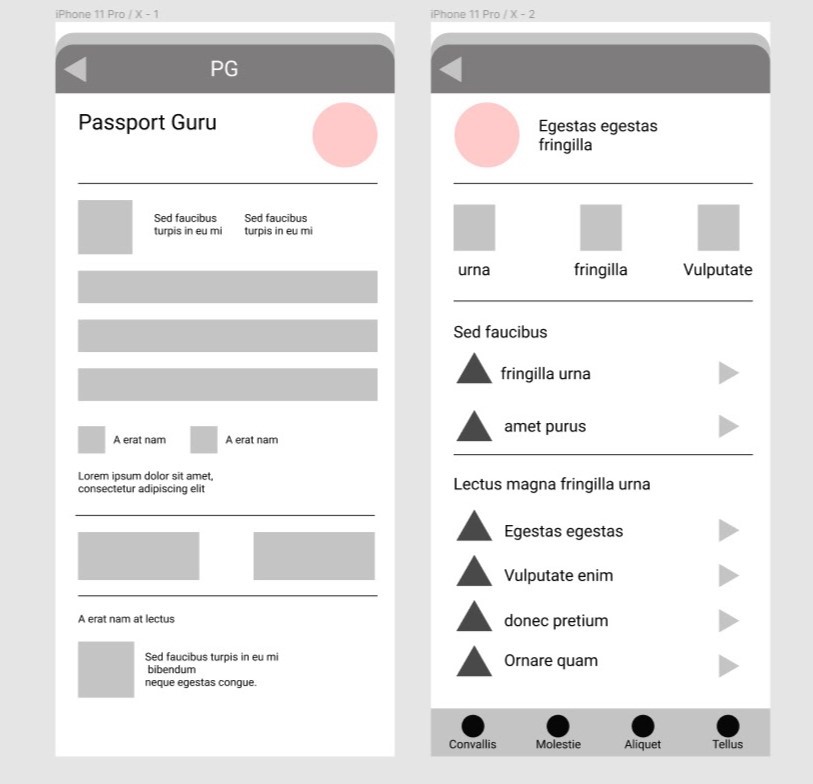 iPhone 11 Pro / X - 1
PG
Passport Guru
Sed faucibus
turpis in eu mi
Sed faucibus
turpis in eu mi
A erat nam
A erat nam
Lorem ipsum dolor sit amet,
consectetur adipiscing elit
A erat nam at lectus
Sed faucibus turpis in eu mi
bibendum
neque egestas congue.
iPhone 11 Pro / X - 2
Egestas egestas
fringilla
urna
fringilla
Vulputate
Sed faucibus
fringilla urna
amet purus
Lectus magna fringilla urna
Egestas egestas
Vulputate enim
donec pretium
Ornare quam
Convallis
Molestie
Aliquet
Tellus